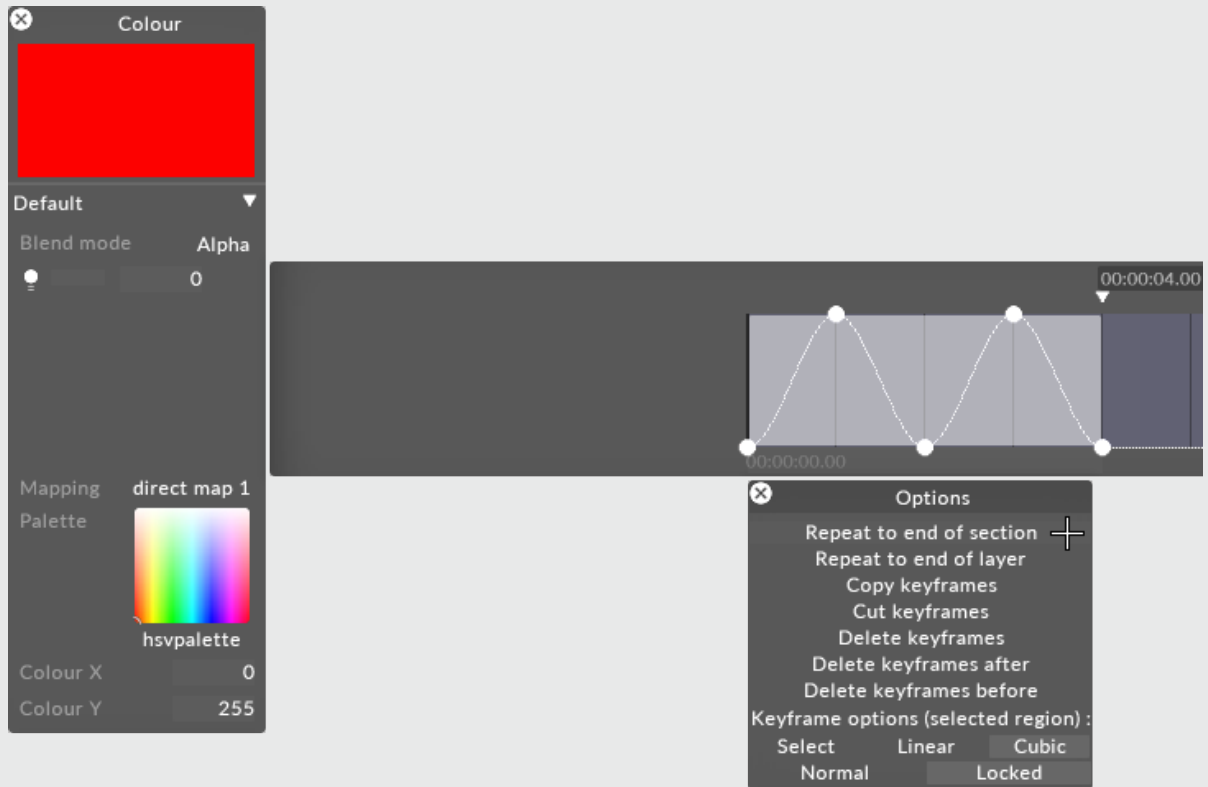 Colour
Default
Blend mode Alpha
0
00:00:04.00
00:00:00.00
Mapping direct map 1
Palette
hsvpalette
Colour X 0
Colour Y 255
Options
Repeat to end of section
Repeat to end of layer
Copy keyframes
Cut keyframes
Delete keyframes
Delete keyframes after
Delete keyframes before
Keyframe options (selected region) :
Select Linear Cubic
Normal Locked